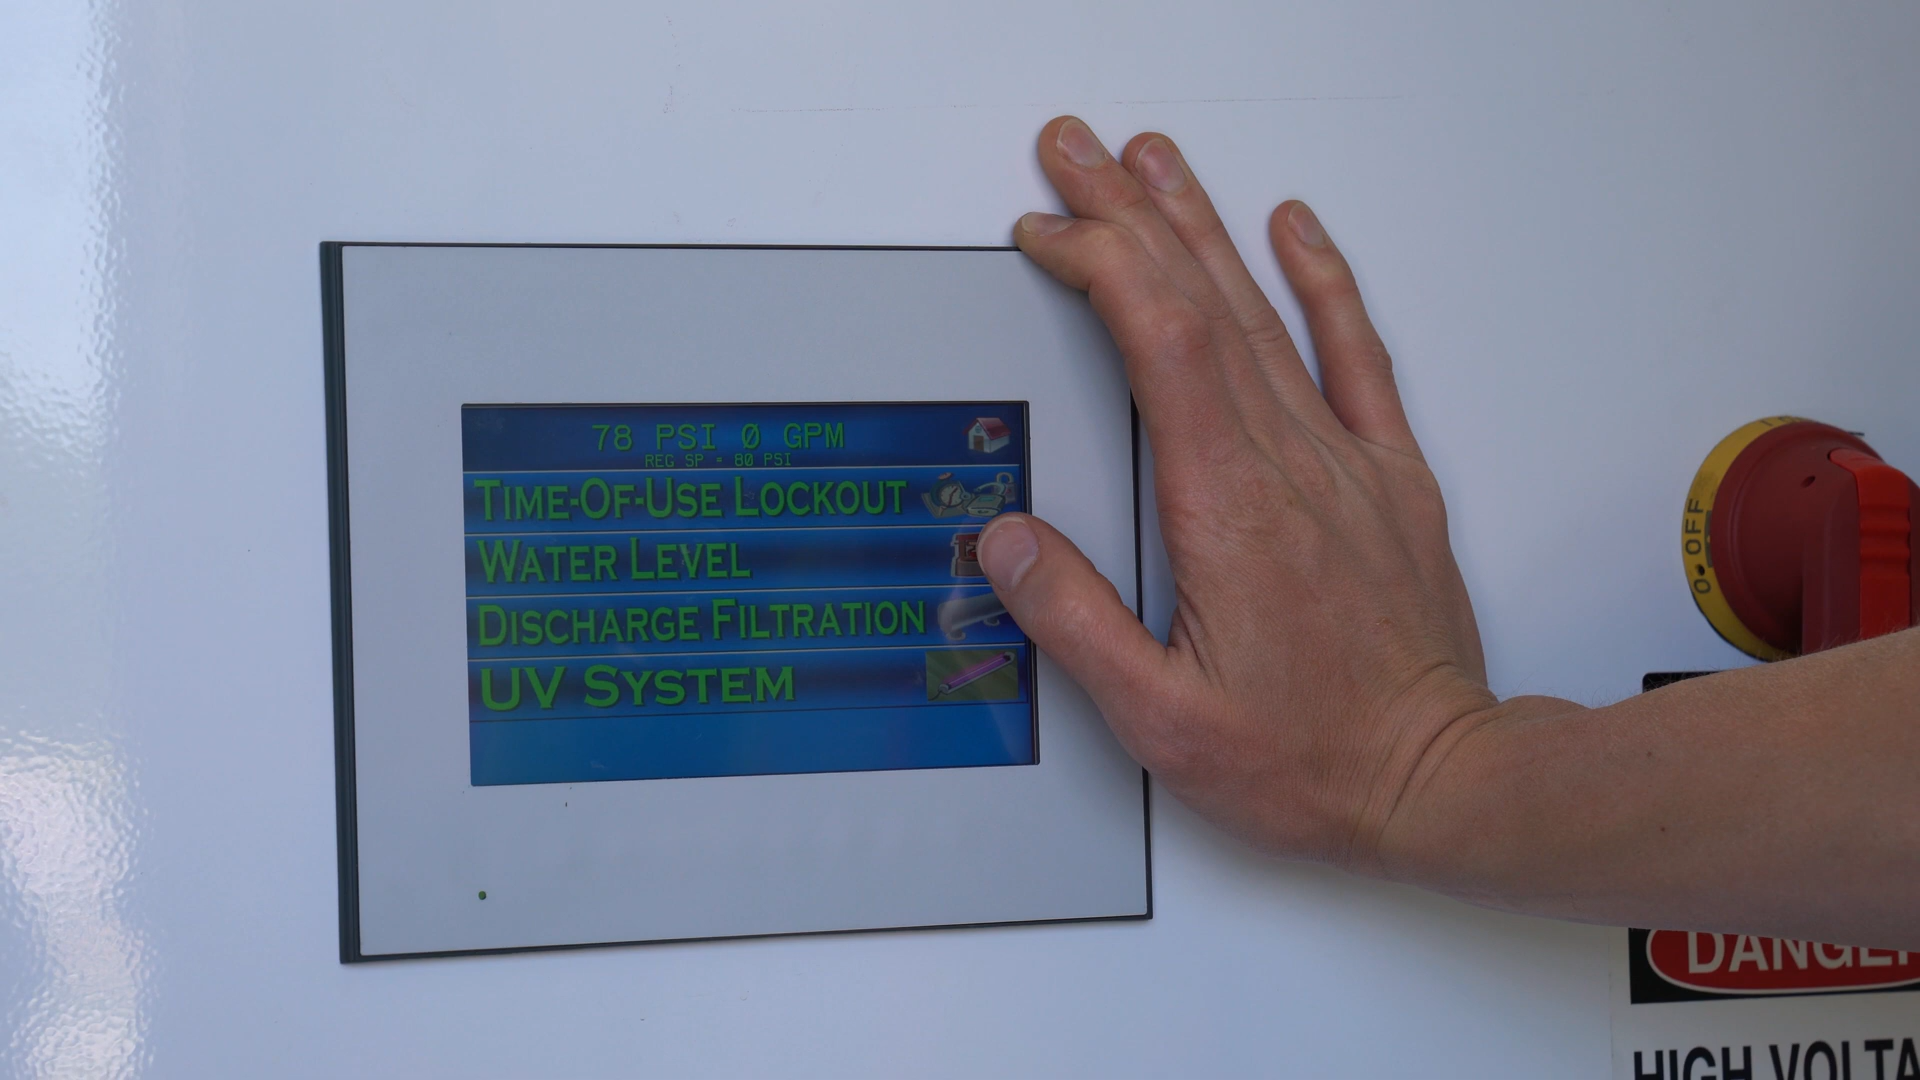 78 PSI 0 GPM
REG SP = 80 PSI
TIME-OF-USE LOCKOUT
WATER LEVEL
DISCHARGE FILTRATION
UV SYSTEM
O OFF
DANGER
HIGH VOLTA